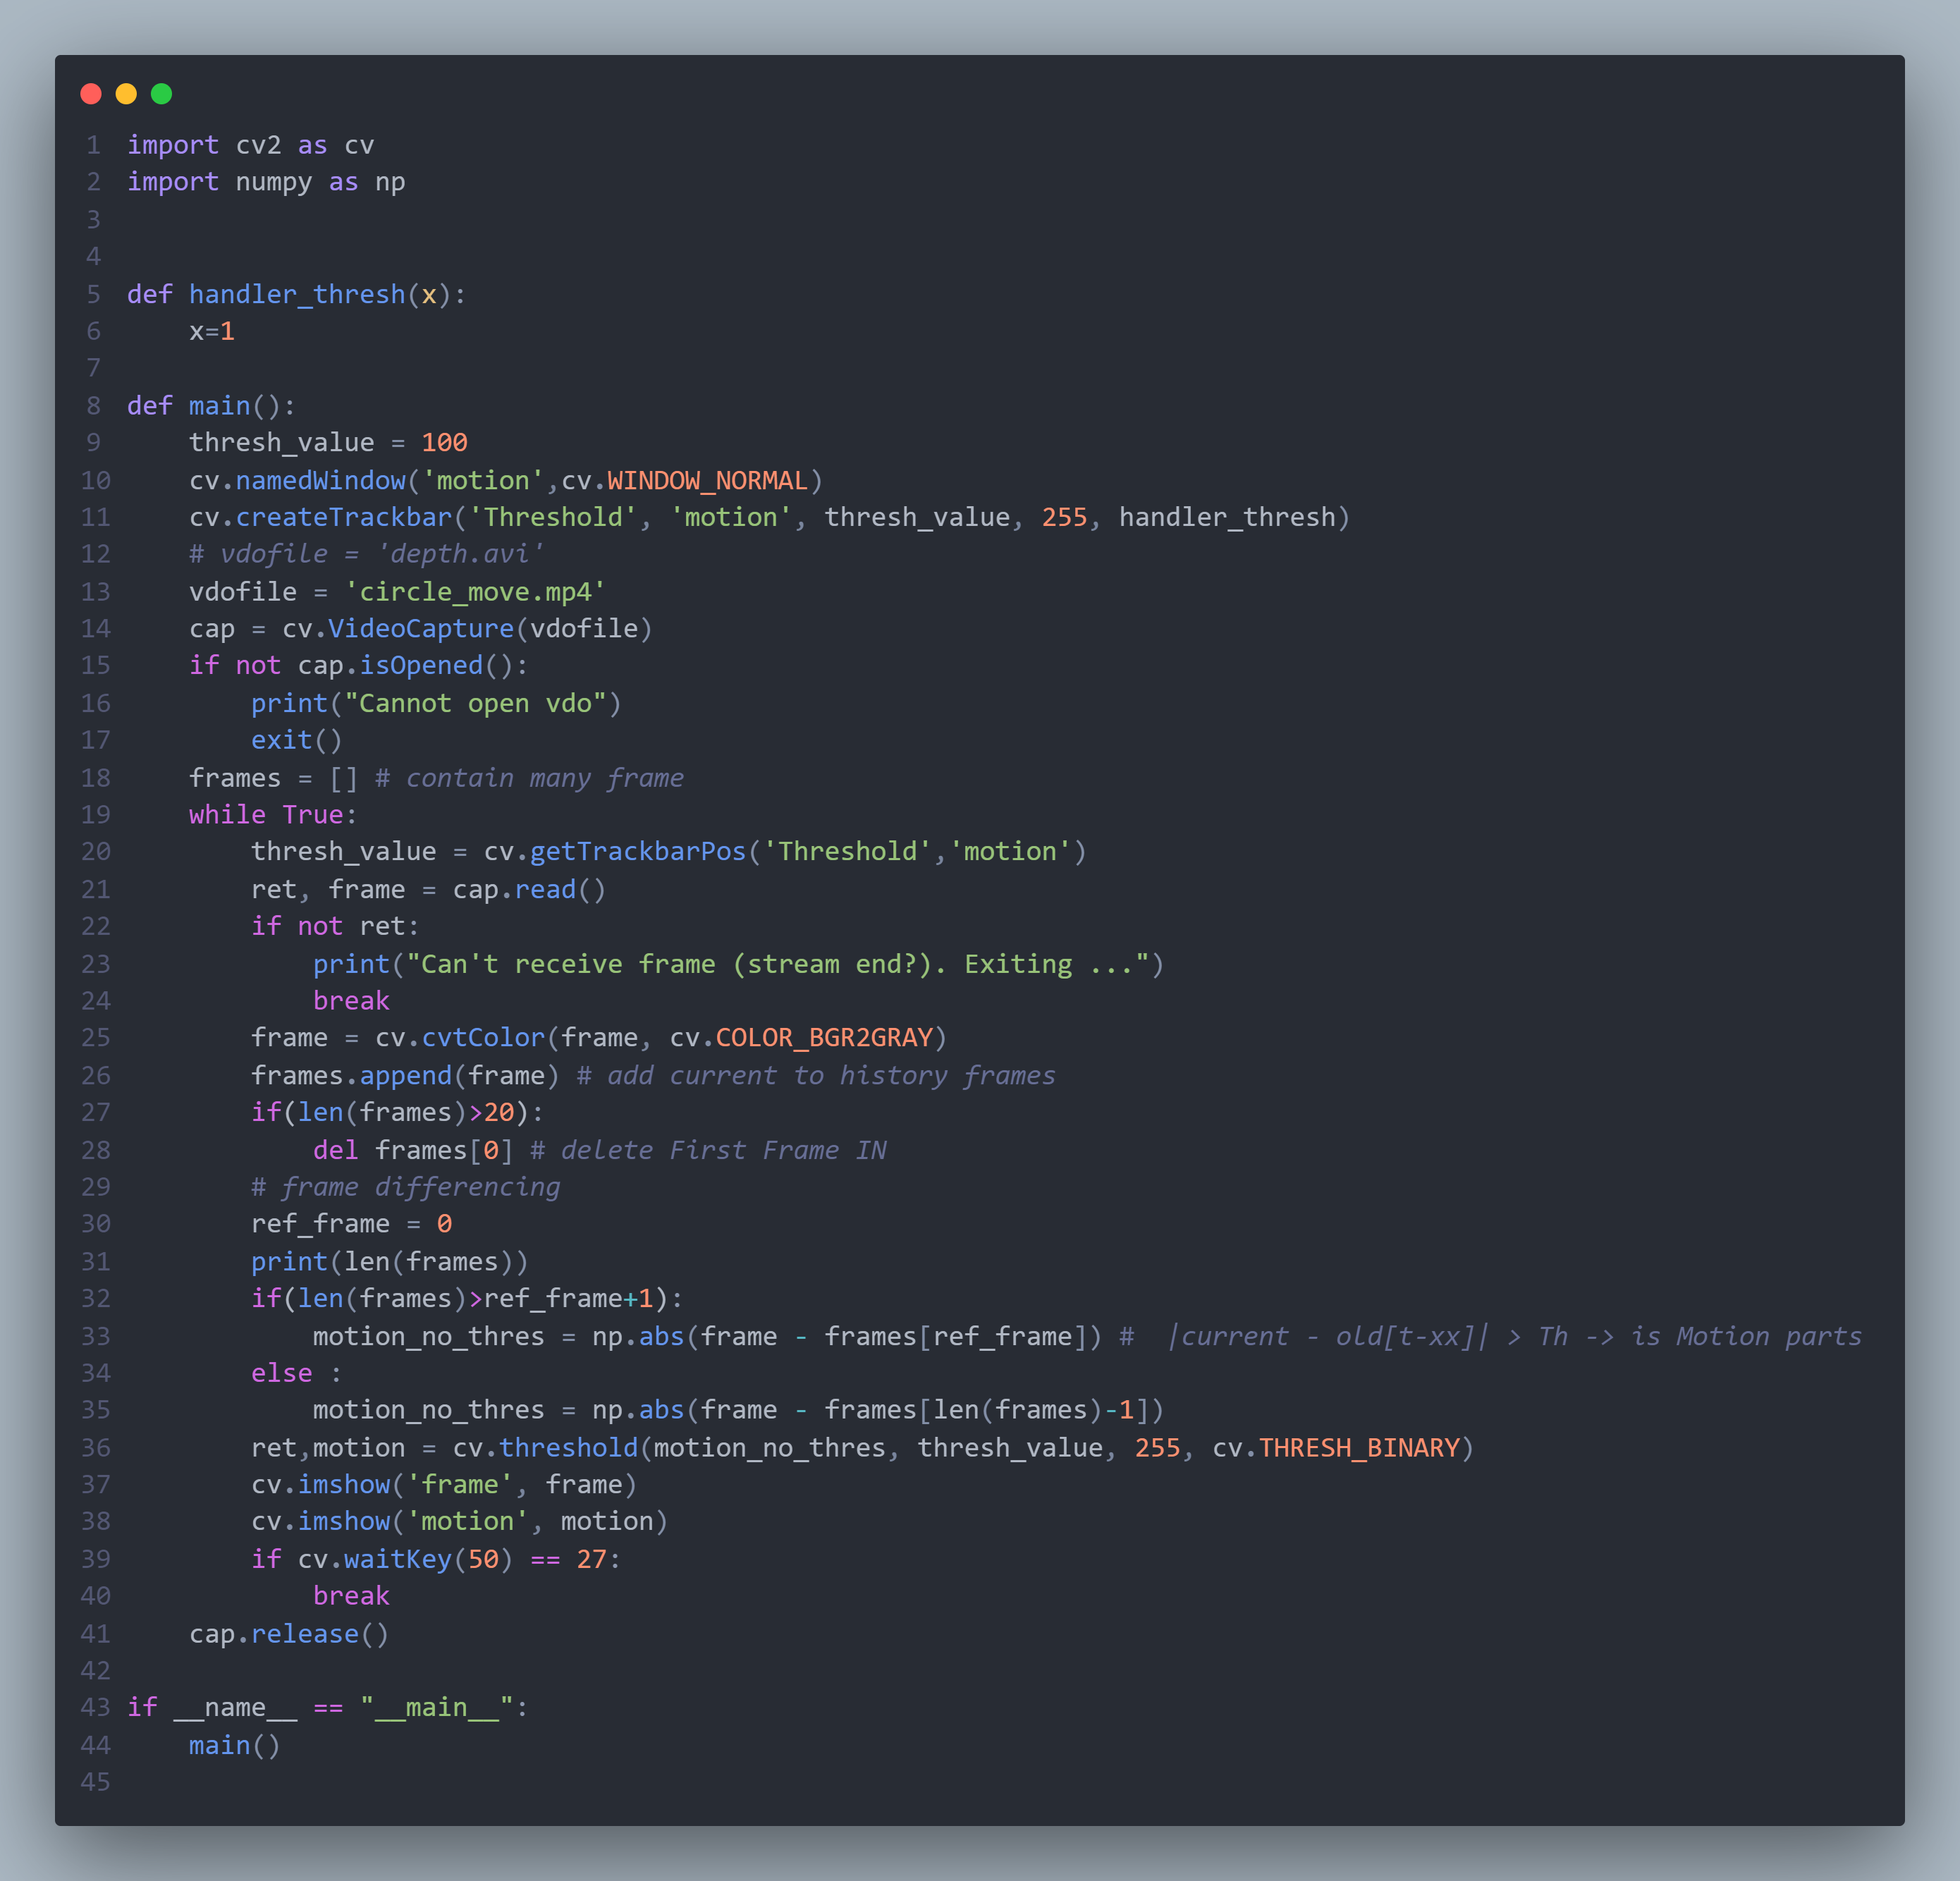 1 import cv2 as cv
2 import numpy as np
3
4
5 def handler_thresh(x):
6     x=1
7
8 def main():
9     thresh_value = 100
10     cv.namedWindow('motion',cv.WINDOW_NORMAL)
11     cv.createTrackbar('Threshold', 'motion', thresh_value, 255, handler_thresh)
12     # vdofile = 'depth.avi'
13     vdofile = 'circle_move.mp4'
14     cap = cv.VideoCapture(vdofile)
15     if not cap.isOpened():
16         print("Cannot open vdo")
17         exit()
18     frames = [] # contain many frame
19     while True:
20         thresh_value = cv.getTrackbarPos('Threshold','motion')
21         ret, frame = cap.read()
22         if not ret:
23             print("Can't receive frame (stream end?). Exiting ...")
24             break
25         frame = cv.cvtColor(frame, cv.COLOR_BGR2GRAY)
26         frames.append(frame) # add current to history frames
27         if(len(frames)>20):
28             del frames[0] # delete First Frame IN
29         # frame differencing
30         ref_frame = 0
31         print(len(frames))
32         if(len(frames)>ref_frame+1):
33             motion_no_thres = np.abs(frame - frames[ref_frame]) #  |current - old[t-xx]| > Th -> is Motion parts
34         else :
35             motion_no_thres = np.abs(frame - frames[len(frames)-1])
36         ret,motion = cv.threshold(motion_no_thres, thresh_value, 255, cv.THRESH_BINARY)
37         cv.imshow('frame', frame)
38         cv.imshow('motion', motion)
39         if cv.waitKey(50) == 27:
40             break
41     cap.release()
42
43 if __name__ == "__main__":
44     main()
45